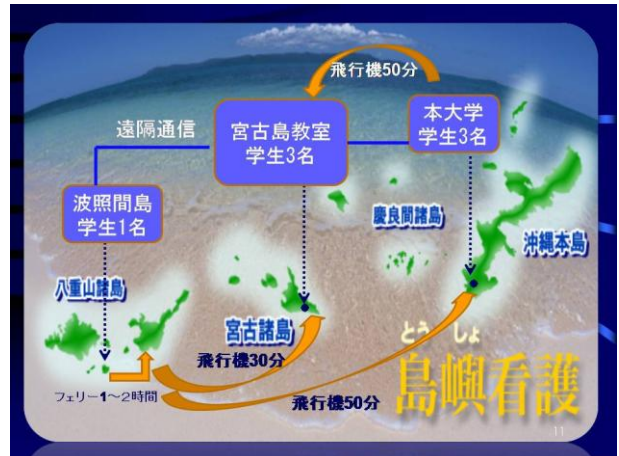 飛行機50分
遠隔通信
宮古島教室
学生3名
本大学
学生3名
波照間島
学生1名
慶良間諸島
沖縄本島
八重山諸島
宮古諸島
飛行機30分
フェリー1～2時間
飛行機50分
とう しょ
島嶼看護
11